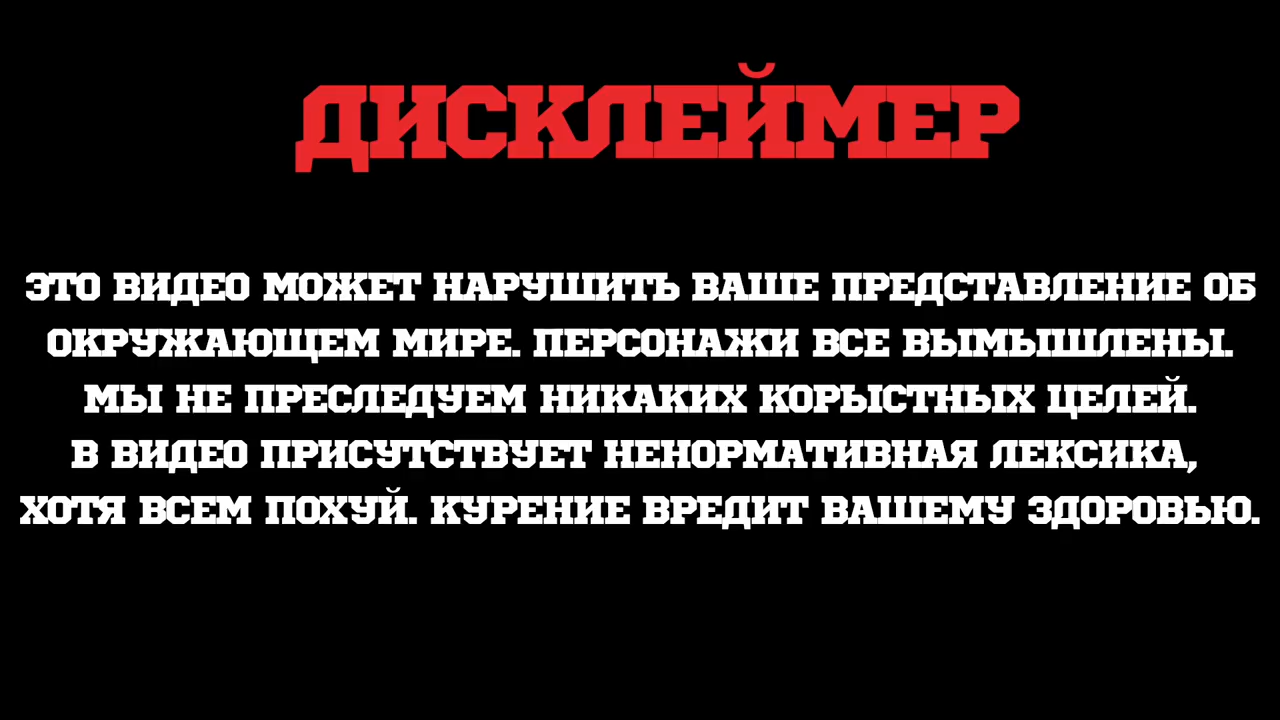 ДИСКЛЕЙМЕР
ЭТО ВИДЕО МОЖЕТ НАРУШИТЬ ВАШЕ ПРЕДСТАВЛЕНИЕ ОБ
ОКРУЖАЮЩЕМ МИРЕ. ПЕРСОНАЖИ ВСЕ ВЫМЫШЛЕНЫ.
МЫ НЕ ПРЕСЛЕДУЕМ НИКАКИХ КОРЫСТНЫХ ЦЕЛЕЙ.
В ВИДЕО ПРИСУТСТВУЕТ НЕНОРМАТИВНАЯ ЛЕКСИКА,
ХОТЯ ВСЕМ ПОХУЙ. КУРЕНИЕ ВРЕДИТ ВАШЕМУ ЗДОРОВЬЮ.